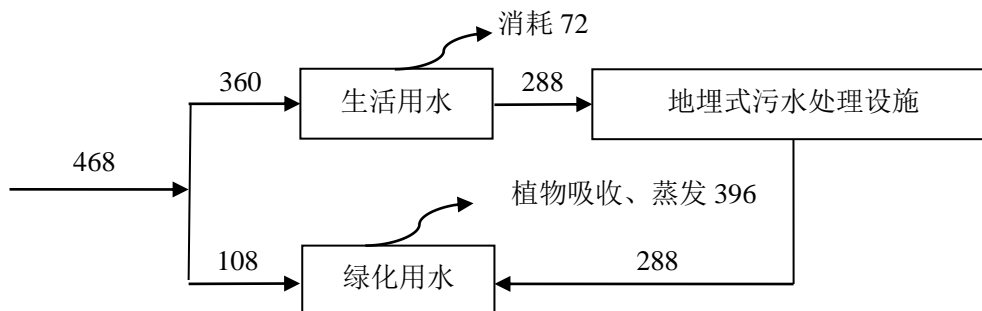 消耗 72
360
生活用水
288
地埋式污水处理设施
468
植物吸收、蒸发 396
108
绿化用水
288